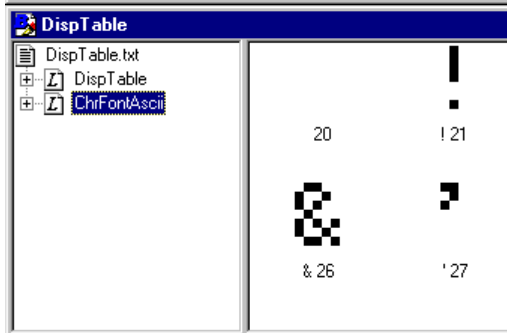 DispTable
DispTable.txt
DispTable
ChrFontAscii
!
20
! 21
& '
& 26
' 27